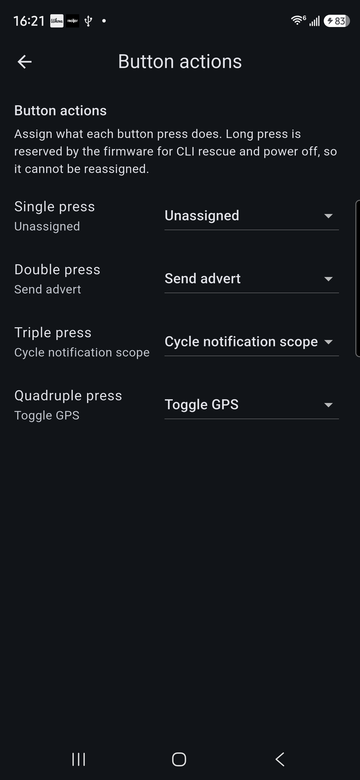 16:21
6
83
Button actions
Button actions
Assign what each button press does. Long press is
reserved by the firmware for CLI rescue and power off, so
it cannot be reassigned.
Single press
Unassigned
Unassigned
Double press
Send advert
Send advert
Triple press
Cycle notification scope
Cycle notification scope
Quadruple press
Toggle GPS
Toggle GPS